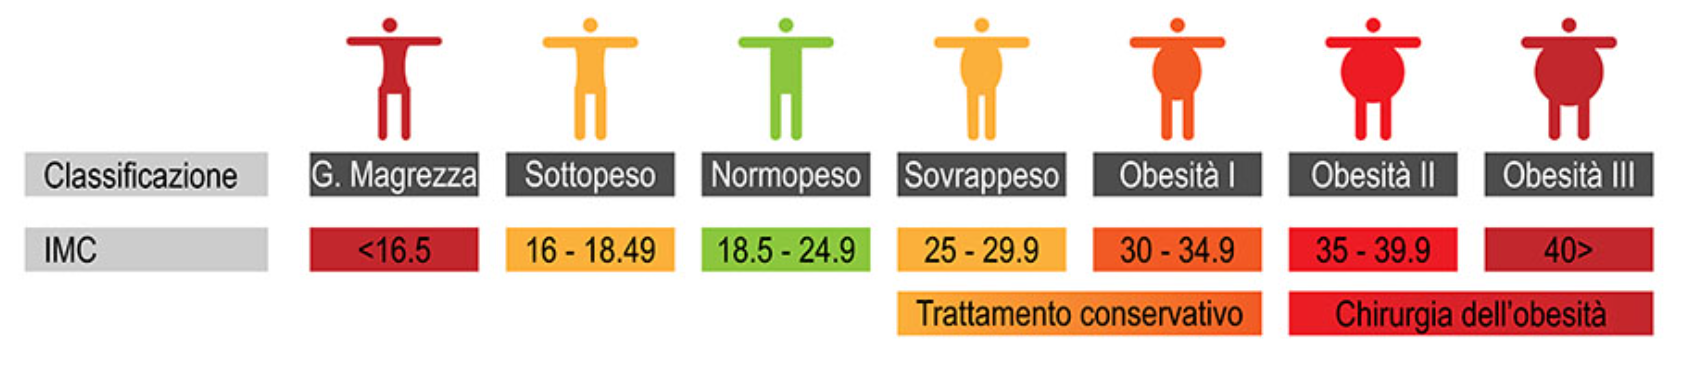 Classificazione G. Magrezza Sottopeso Normopeso Sovrappeso Obesità I Obesità II Obesità III
IMC <16.5 16 - 18.49 18.5 - 24.9 25 - 29.9 30 - 34.9 35 - 39.9 40>
Trattamento conservativo Chirurgia dell'obesità